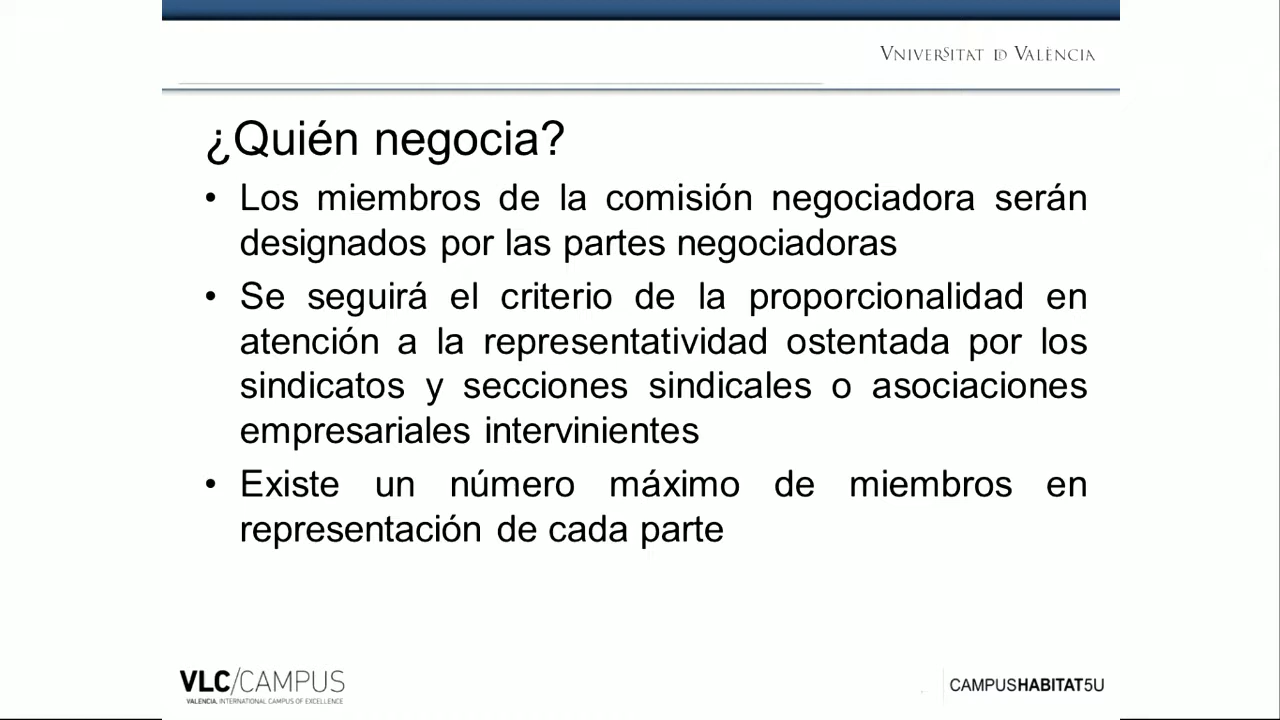 VNIVERSITAT D VALÈNCIA
¿Quién negocia?
• Los miembros de la comisión negociadora serán
designados por las partes negociadoras
• Se seguirá el criterio de la proporcionalidad en
atención a la representatividad ostentada por los
sindicatos y secciones sindicales o asociaciones
empresariales intervinientes
• Existe un número máximo de miembros en
representación de cada parte
VLC/CAMPUS
VALENCIA, INTERNATIONAL CAMPUS OF EXCELLENCE
CAMPUSHABITAT5U